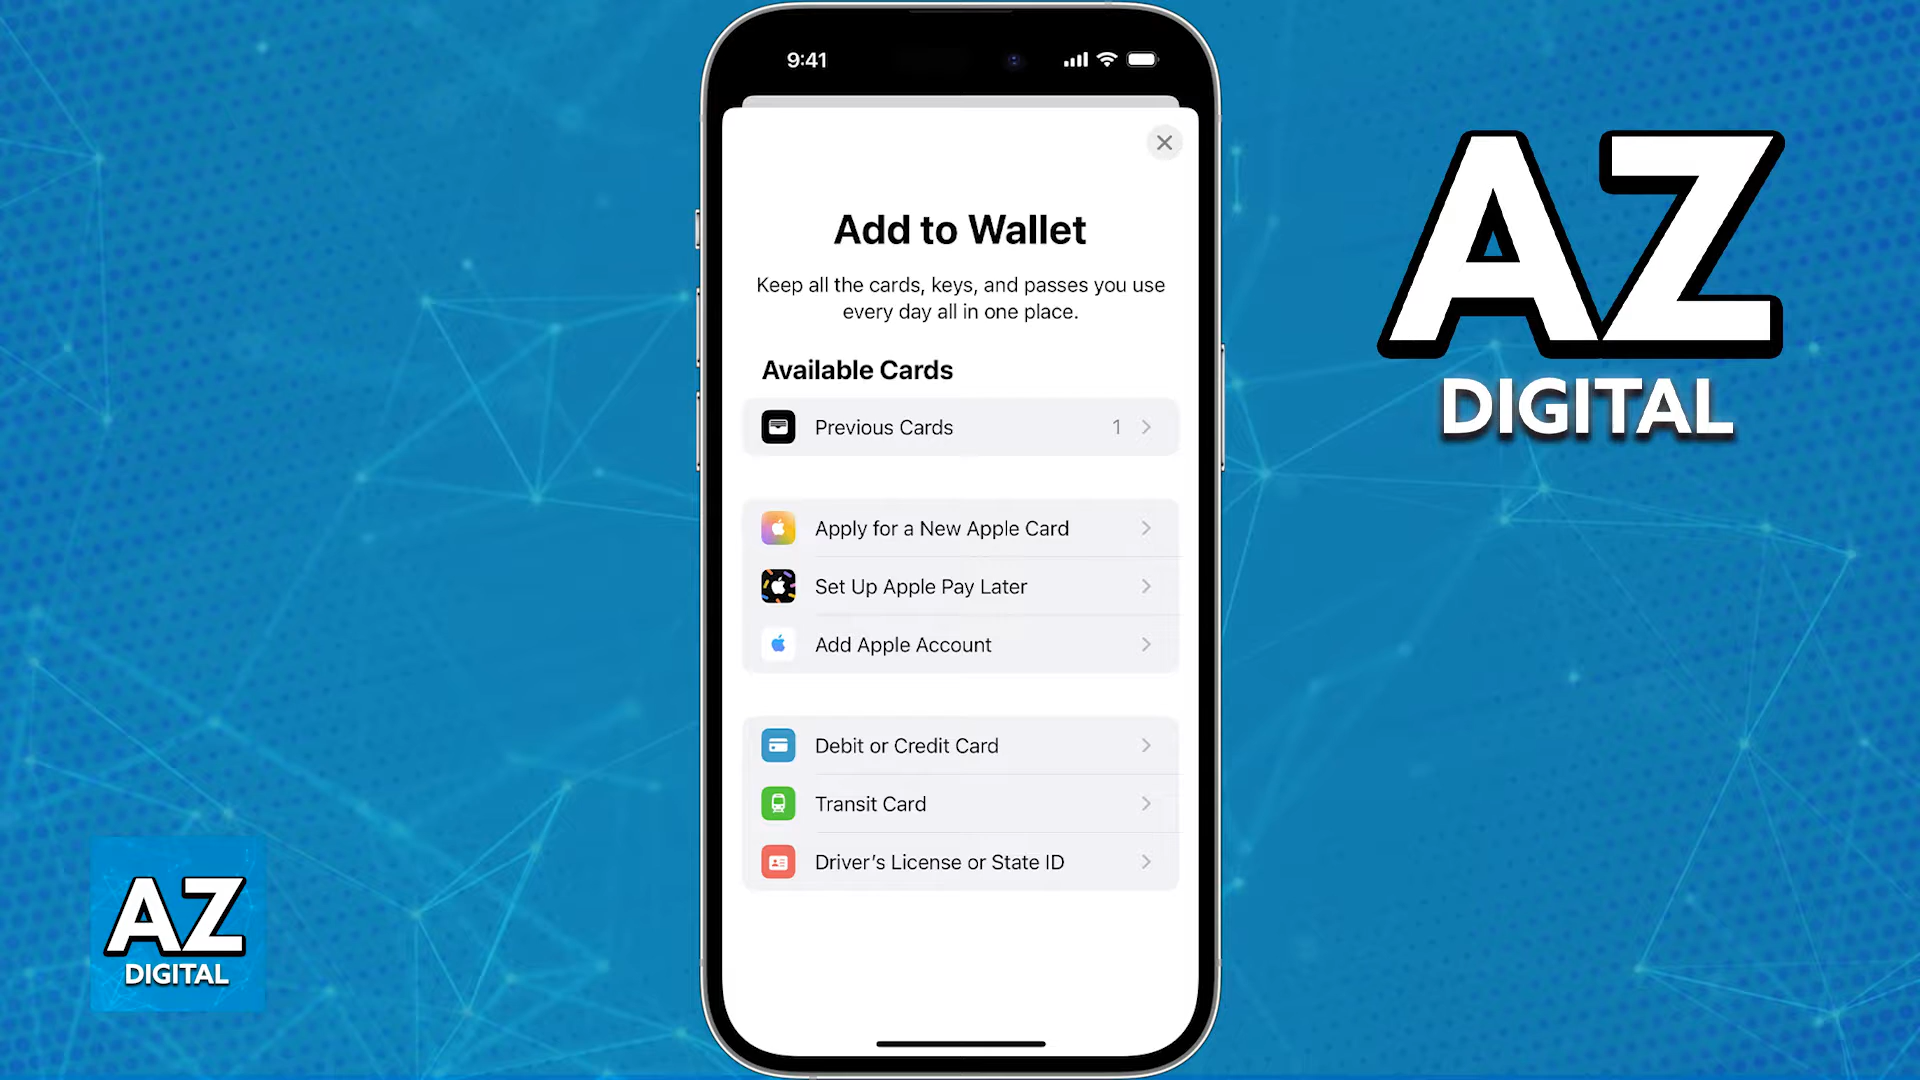 9:41
Add to Wallet
Keep all the cards, keys, and passes you use
every day all in one place.
Available Cards
Previous Cards 1
Apply for a New Apple Card
Set Up Apple Pay Later
Add Apple Account
Debit or Credit Card
Transit Card
Driver’s License or State ID
AZ
DIGITAL
AZ
DIGITAL